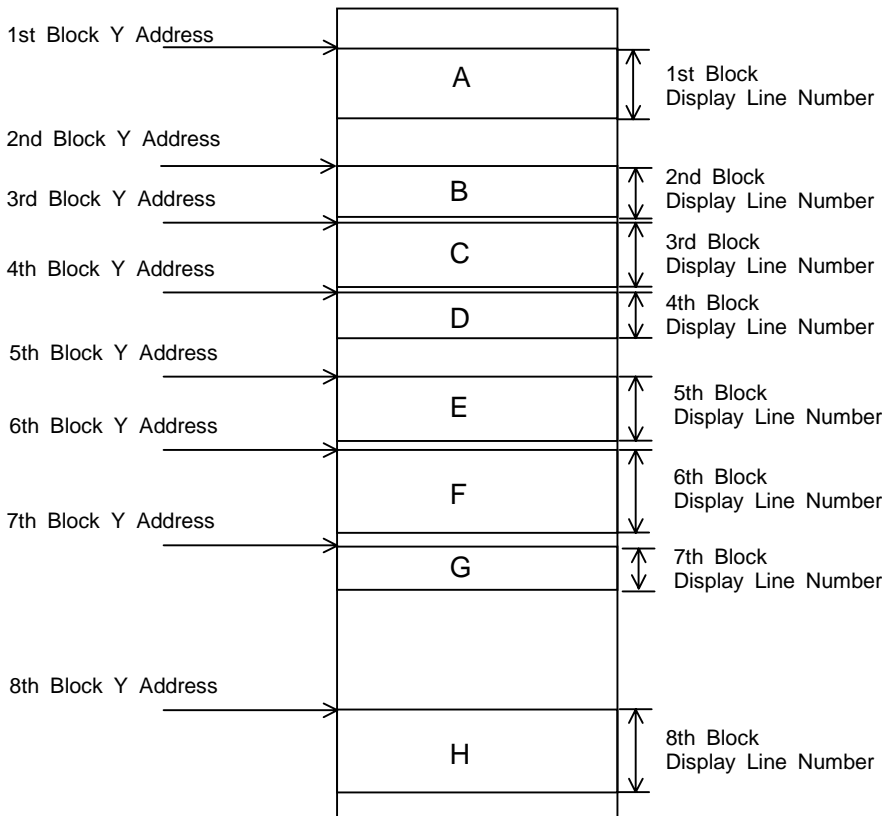 1st Block Y Address
A
1st Block
Display Line Number
2nd Block Y Address
B
2nd Block
Display Line Number
3rd Block Y Address
C
3rd Block
Display Line Number
4th Block Y Address
D
4th Block
Display Line Number
5th Block Y Address
E
5th Block
Display Line Number
6th Block Y Address
F
6th Block
Display Line Number
7th Block Y Address
G
7th Block
Display Line Number
8th Block Y Address
H
8th Block
Display Line Number